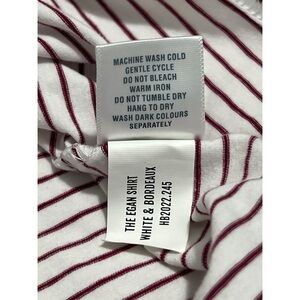 MACHINE WASH COLD
GENTLE CYCLE
DO NOT BLEACH
WARM IRON
DO NOT TUMBLE DRY
HANG TO DRY
WASH DARK COLOURS
SEPARATELY
THE EGAN SHIRT
WHITE & BORDEAUX
HB2022.245